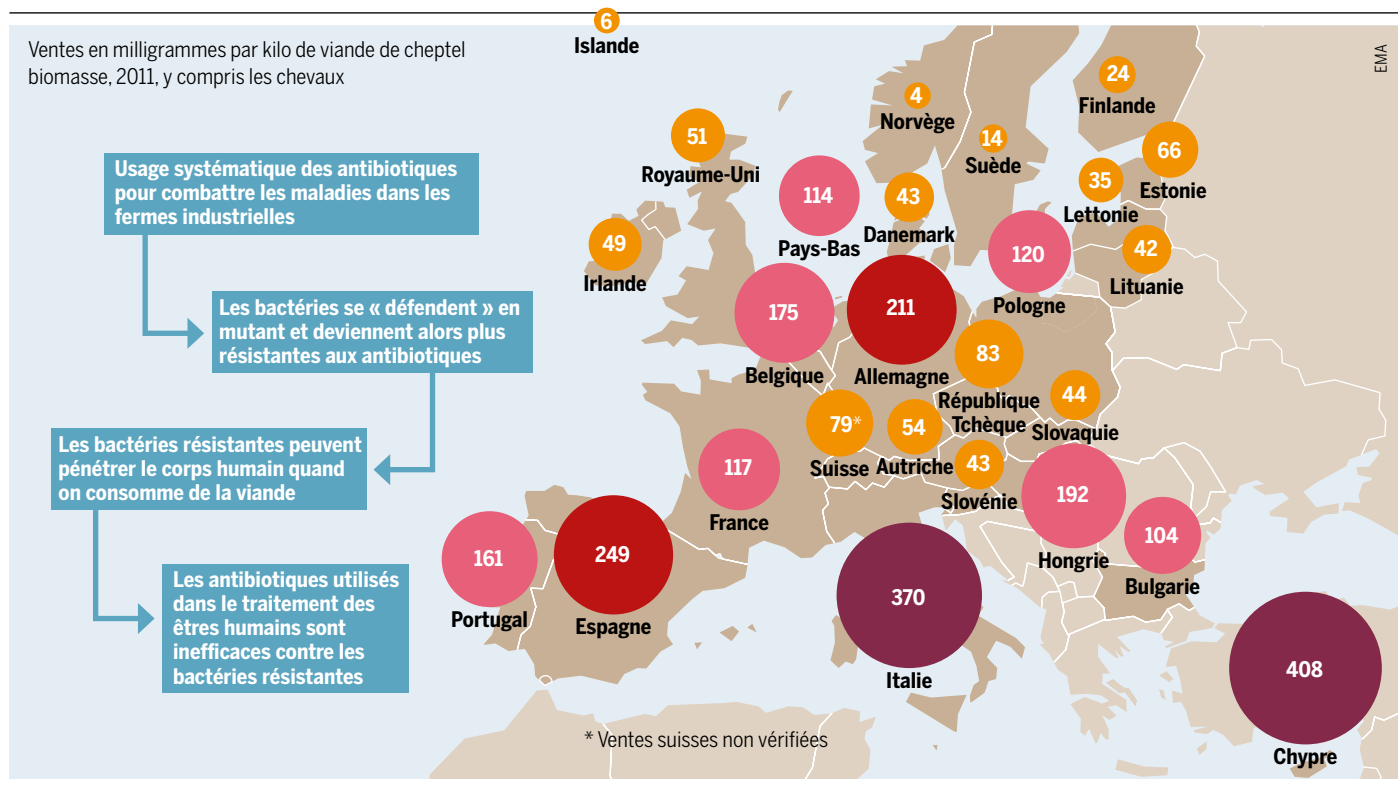 Ventes en milligrammes par kilo de viande de cheptel
biomasse, 2011, y compris les chevaux
EMA
Usage systématique des antibiotiques
pour combattre les maladies dans les
fermes industrielles
Les bactéries se « défendent » en
mutant et deviennent alors plus
résistantes aux antibiotiques
Les bactéries résistantes peuvent
pénétrer le corps humain quand
on consomme de la viande
Les antibiotiques utilisés
dans le traitement des
êtres humains sont
inefficaces contre les
bactéries résistantes
6
Islande
4
Norvège
14
Suède
24
Finlande
51
Royaume-Uni
114
Pays-Bas
43
Danemark
35
Lettonie
66
Estonie
49
Irlande
120
Pologne
42
Lituanie
175
Belgique
211
Allemagne
83
République
Tchèque
44
Slovaquie
79*
Suisse
54
Autriche
43
Slovénie
117
France
192
Hongrie
104
Bulgarie
161
Portugal
249
Espagne
370
Italie
408
Chypre
* Ventes suisses non vérifiées